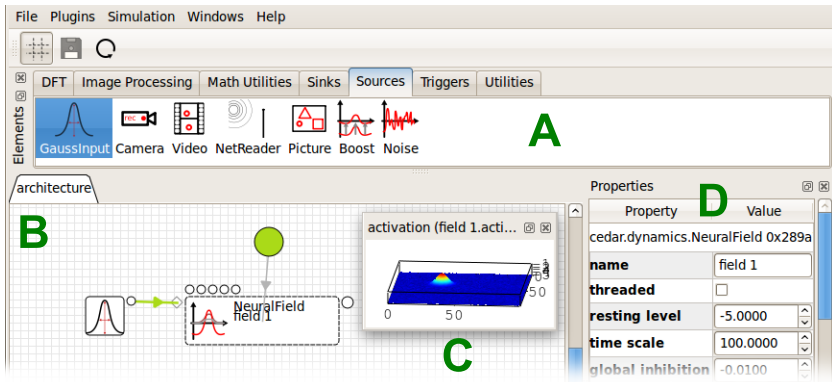 File Plugins Simulation Windows Help
DFT Image Processing Math Utilities Sinks Sources Triggers Utilities
Elements
rec
GaussInput Camera Video NetReader Picture Boost Noise
A
architecture
B
NeuralField
field 1
activation (field 1.acti...
0 50
50
C
Properties
D
Property Value
cedar.dynamics.NeuralField 0x289a
name field 1
threaded
resting level -5.0000
time scale 100.0000
global inhibition -0.0100